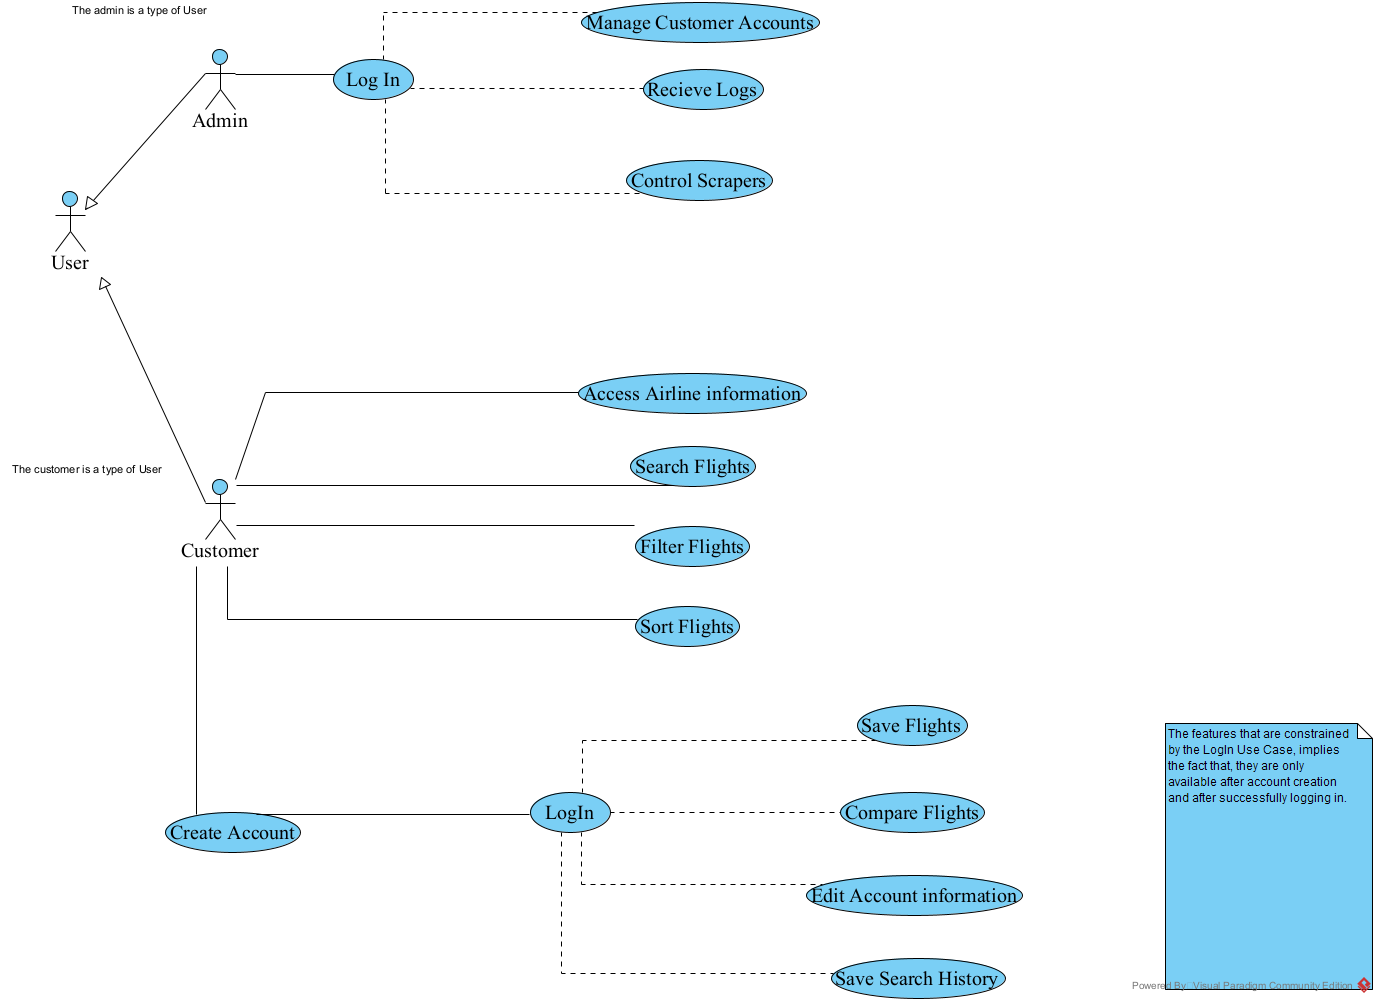 The admin is a type of User
Manage Customer Accounts
Log In
Recieve Logs
Admin
Control Scrapers
User
Access Airline information
Search Flights
The customer is a type of User
Customer
Filter Flights
Sort Flights
Save Flights
The features that are constrained
by the LogIn Use Case, implies
the fact that, they are only
available after account creation
and after successfully logging in.
LogIn
Compare Flights
Create Account
Edit Account information
Save Search History
Powered By Visual Paradigm Community Edition